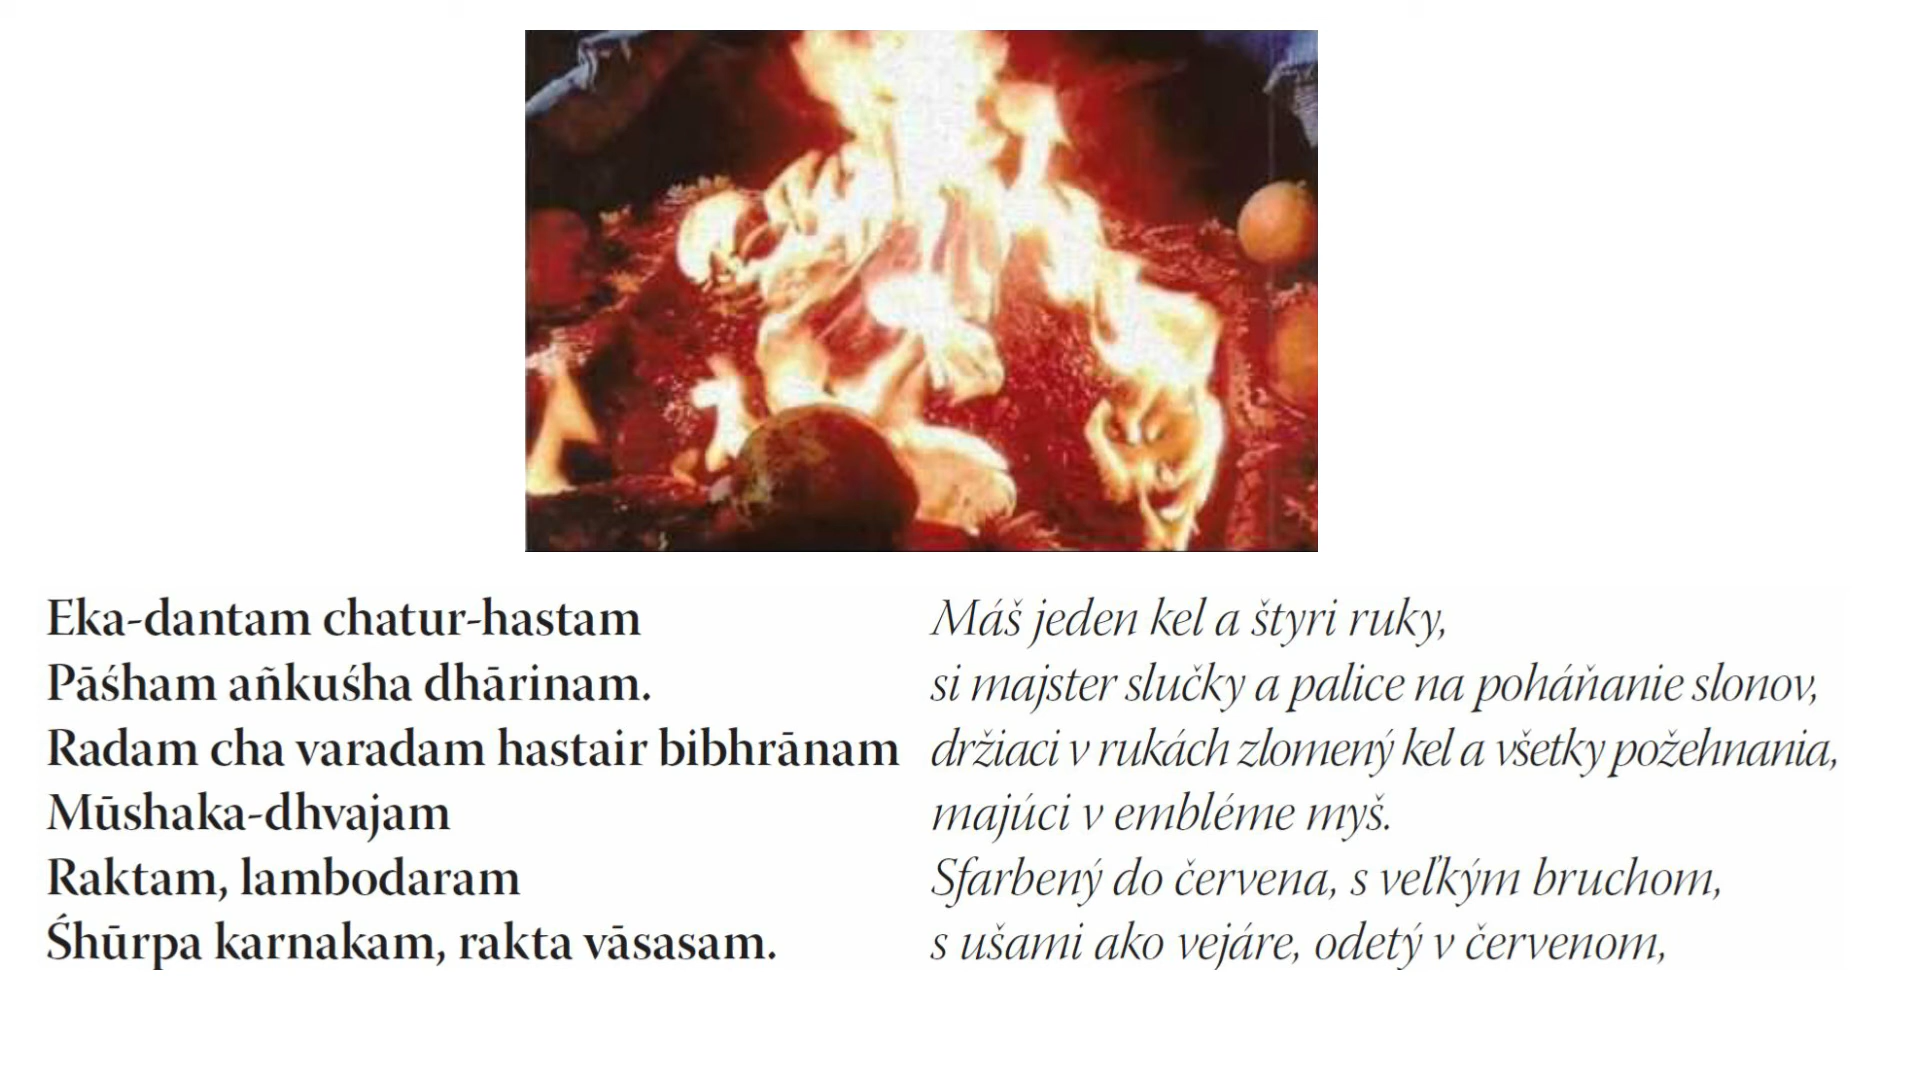 Eka-dantam chatur-hastam
Pāśham añkuśha dhārinam.
Radam cha varadam hastair bibhrānam
Mūshaka-dhvajam
Raktam, lambodaram
Śhūrpa karnakam, rakta vāsasam.
Máš jeden kel a štyri ruky,
si majster slučky a palice na poháňanie slonov,
držiaci v rukách zlomený kel a všetky požehnania,
majúci v embléme myš.
Sfarbený do červena, s veľkým bruchom,
s ušami ako vejáre, odetý v červenom,